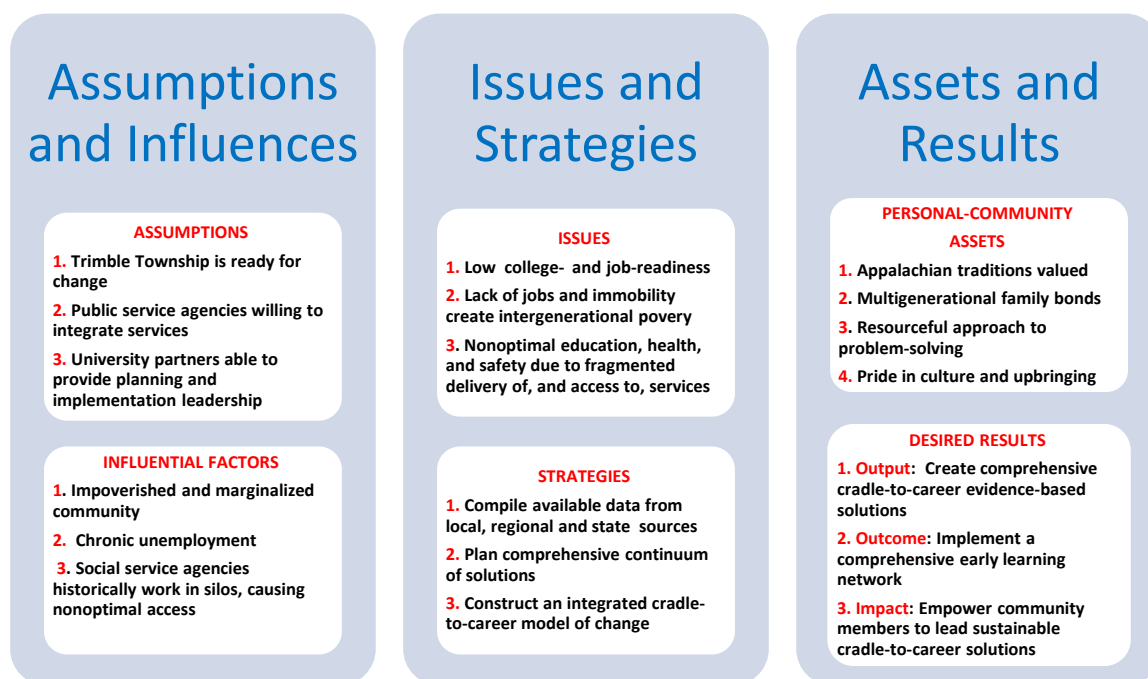 Assumptions
and Influences
ASSUMPTIONS
1. Trimble Township is ready for
change
2. Public service agencies willing to
integrate services
3. University partners able to
provide planning and
implementation leadership
INFLUENTIAL FACTORS
1. Impoverished and marginalized
community
2. Chronic unemployment
3. Social service agencies
historically work in silos, causing
nonoptimal access
Issues and
Strategies
ISSUES
1. Low college- and job-readiness
2. Lack of jobs and immobility
create intergenerational povery
3. Nonoptimal education, health,
and safety due to fragmented
delivery of, and access to, services
STRATEGIES
1. Compile available data from
local, regional and state sources
2. Plan comprehensive continuum
of solutions
3. Construct an integrated cradle-
to-career model of change
Assets and
Results
PERSONAL-COMMUNITY
ASSETS
1. Appalachian traditions valued
2. Multigenerational family bonds
3. Resourceful approach to
problem-solving
4. Pride in culture and upbringing
DESIRED RESULTS
1. Output: Create comprehensive
cradle-to-career evidence-based
solutions
2. Outcome: Implement a
comprehensive early learning
network
3. Impact: Empower community
members to lead sustainable
cradle-to-career solutions